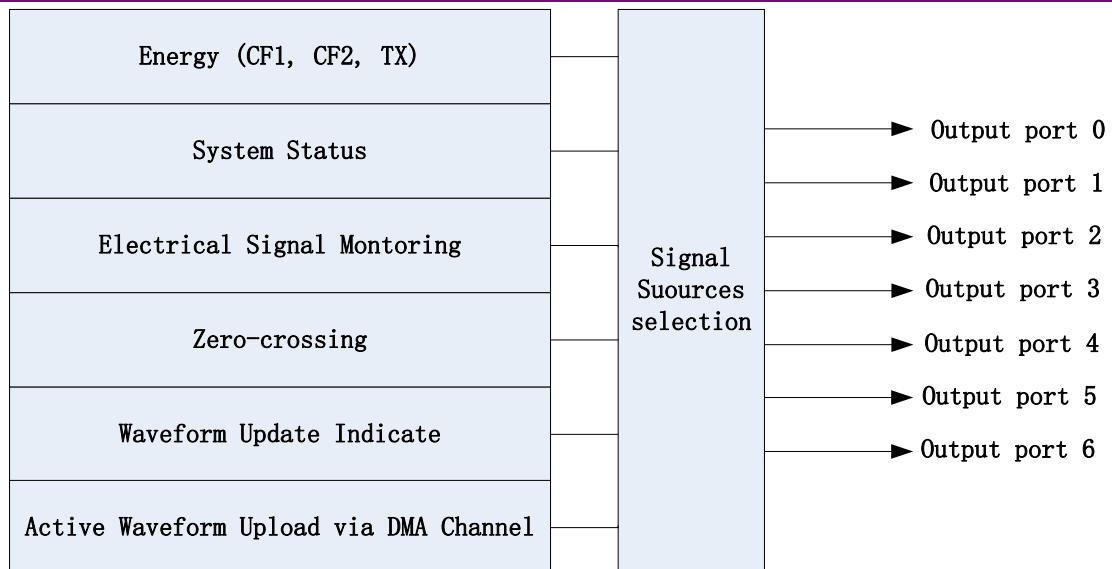 Energy (CF1, CF2, TX)
System Status
Electrical Signal Montoring
Zero-crossing
Waveform Update Indicate
Active Waveform Upload via DMA Channel
Signal
Suources
selection
Output port 0
Output port 1
Output port 2
Output port 3
Output port 4
Output port 5
Output port 6